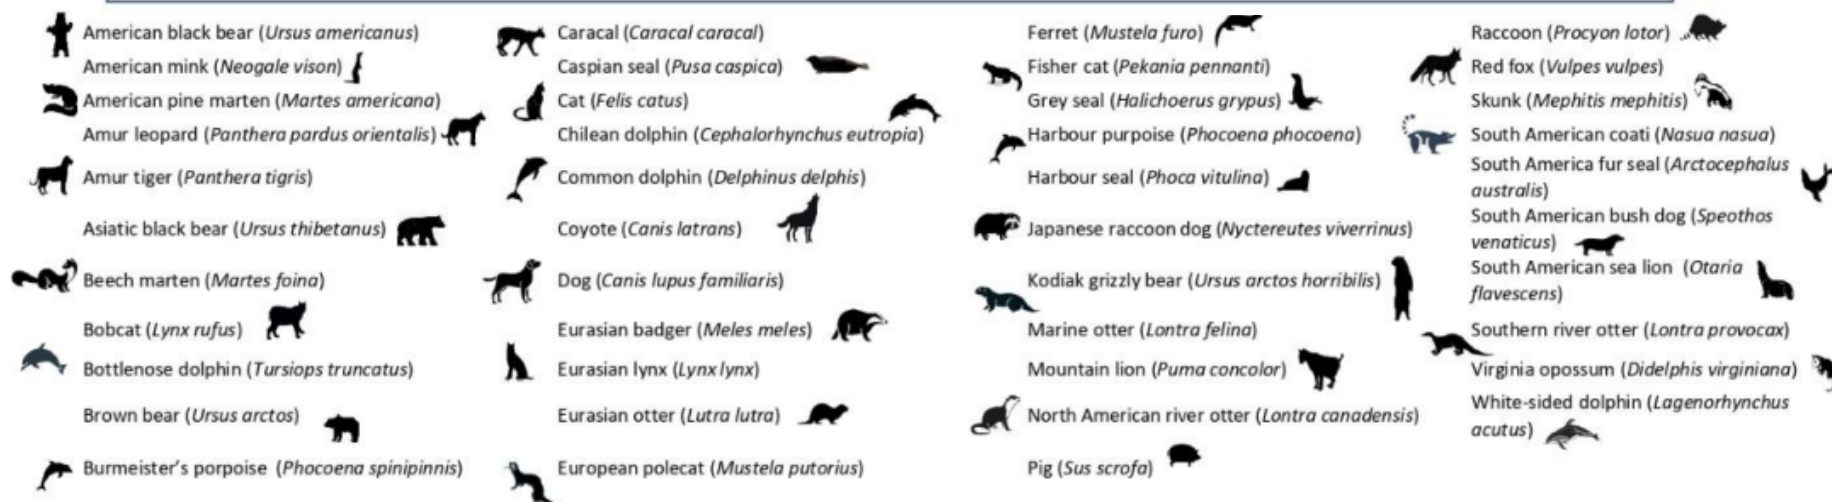 American black bear (Ursus americanus)
American mink (Neogale vison)
American pine marten (Martes americana)
Amur leopard (Panthera pardus orientalis)
Amur tiger (Panthera tigris)
Asiatic black bear (Ursus thibetanus)
Beech marten (Martes foina)
Bobcat (Lynx rufus)
Bottlenose dolphin (Tursiops truncatus)
Brown bear (Ursus arctos)
Burmeister's porpoise (Phocoena spinipinnis)
Caracal (Caracal caracal)
Caspian seal (Pusa caspica)
Cat (Felis catus)
Chilean dolphin (Cephalorhynchus eutropia)
Common dolphin (Delphinus delphis)
Coyote (Canis latrans)
Dog (Canis lupus familiaris)
Eurasian badger (Meles meles)
Eurasian lynx (Lynx lynx)
Eurasian otter (Lutra lutra)
European polecat (Mustela putorius)
Ferret (Mustela furo)
Fisher cat (Pekania pennanti)
Grey seal (Halichoerus grypus)
Harbour purpoise (Phocoena phocoena)
Harbour seal (Phoca vitulina)
Japanese raccoon dog (Nyctereutes viverrinus)
Kodiak grizzly bear (Ursus arctos horribilis)
Marine otter (Lontra felina)
Mountain lion (Puma concolor)
North American river otter (Lontra canadensis)
Pig (Sus scrofa)
Raccoon (Procyon lotor)
Red fox (Vulpes vulpes)
Skunk (Mephitis mephitis)
South American coati (Nasua nasua)
South America fur seal (Arctocephalus
australis)
South American bush dog (Speothos
venaticus)
South American sea lion (Otaria
flavescens)
Southern river otter (Lontra provocax)
Virginia opossum (Didelphis virginiana)
White-sided dolphin (Lagenorhynchus
acutus)